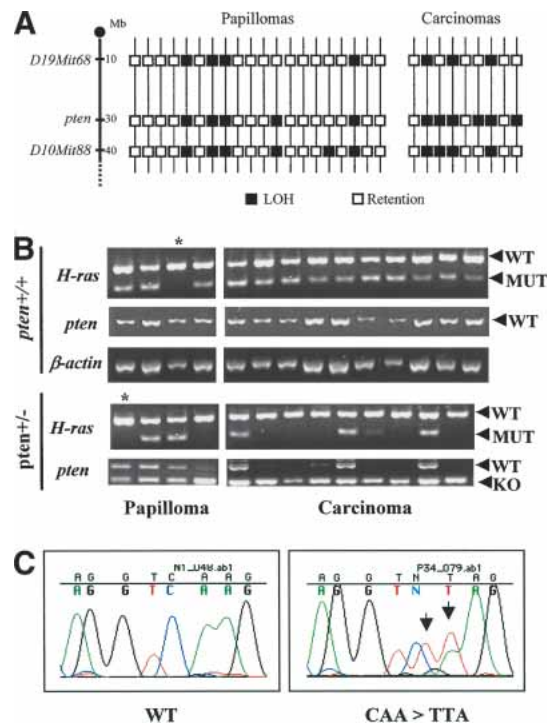 A
Mb
Papillomas
Carcinomas
D19Mit68
10
pten
30
D10Mit88
40
LOH
Retention
B
*
pten+/+
H-ras
WT
MUT
pten
WT
β-actin
*
pten+/-
H-ras
WT
MUT
pten
WT
KO
Papilloma
Carcinoma
C
N1_048.ab1
A G G T C A A G
A G G T C A A G
WT
P34_079.ab1
A G G T N T A G
A G G T N T A G
CAA > TTA